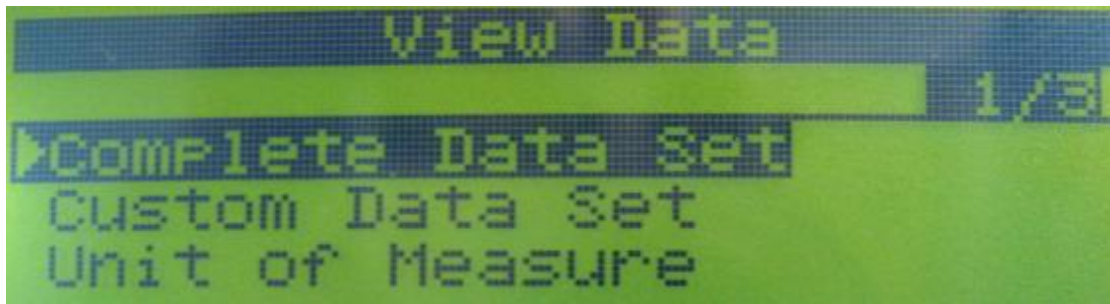 View Data
1/3
Complete Data Set
Custom Data Set
Unit of Measure